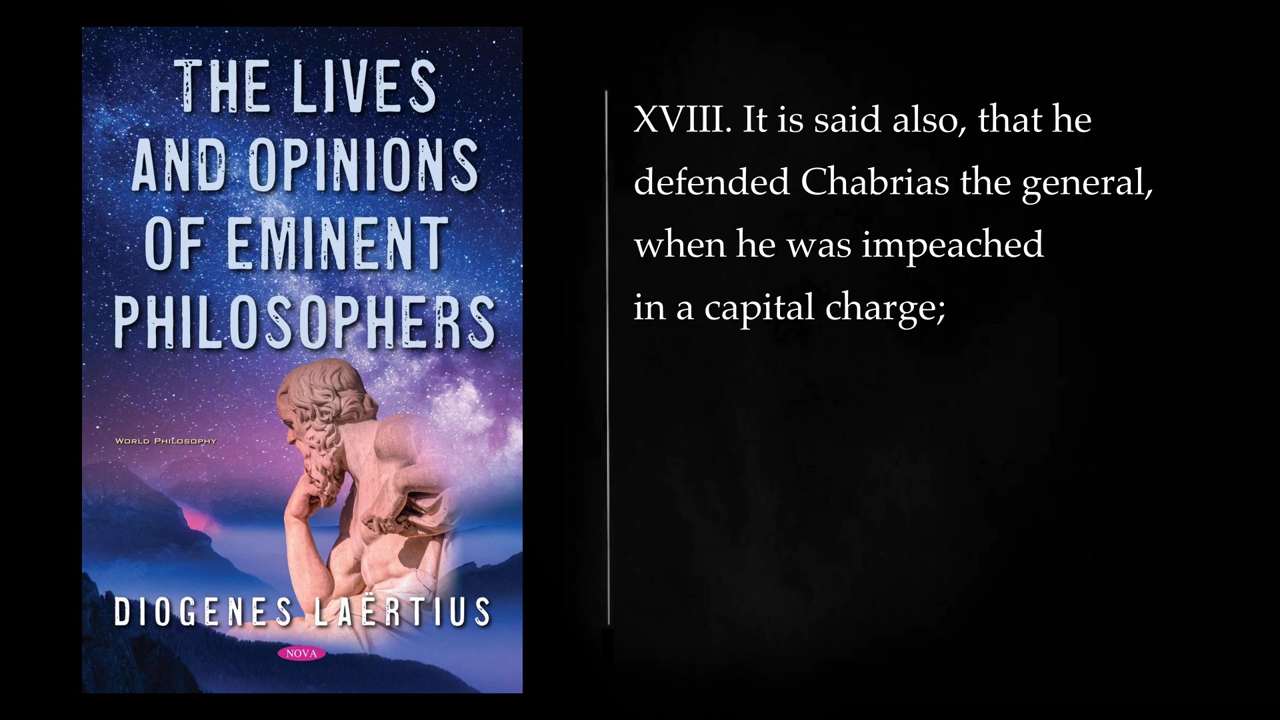 THE LIVES
AND OPINIONS
OF EMINENT
PHILOSOPHERS
WORLD PHILOSOPHY
DIOGENES LAËRTIUS
NOVA
XVIII. It is said also, that he
defended Chabrias the general,
when he was impeached
in a capital charge;